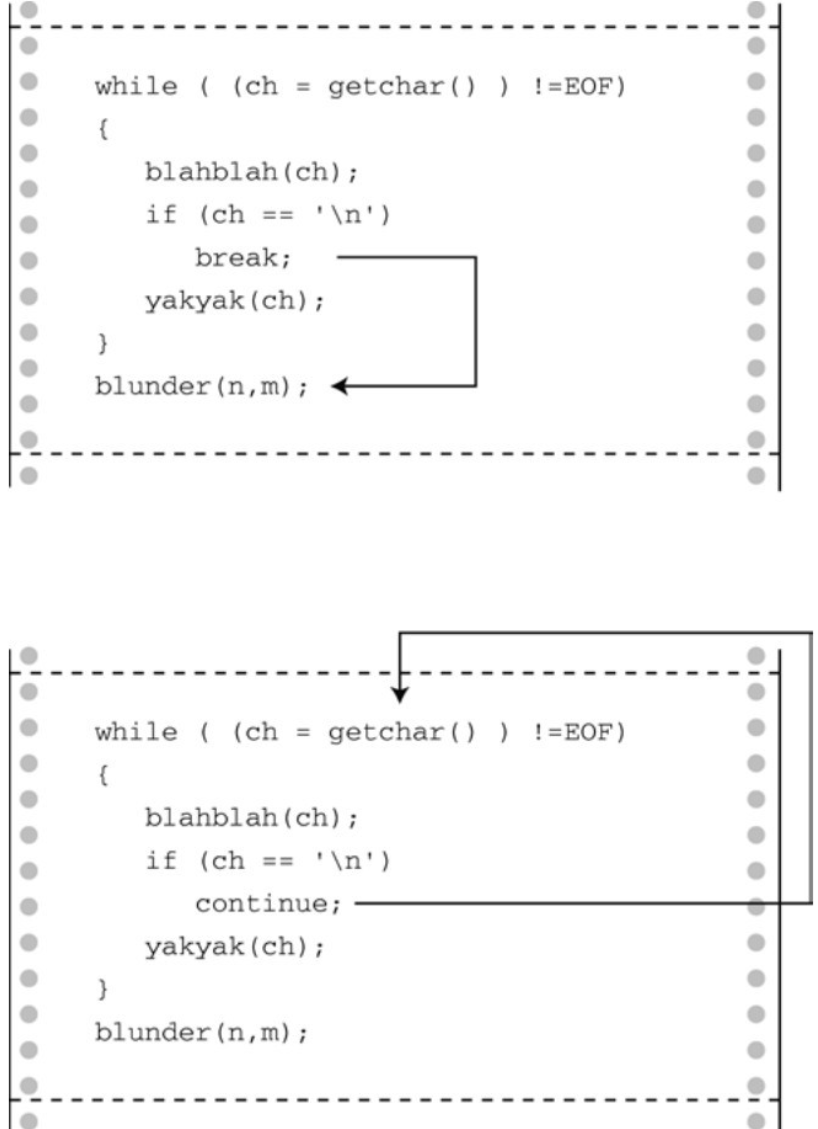 while ( (ch = getchar() ) !=EOF)
{
blahblah(ch);
if (ch == '\n')
break;
yakyak(ch);
}
blunder(n,m);
while ( (ch = getchar() ) !=EOF)
{
blahblah(ch);
if (ch == '\n')
continue;
yakyak(ch);
}
blunder(n,m);